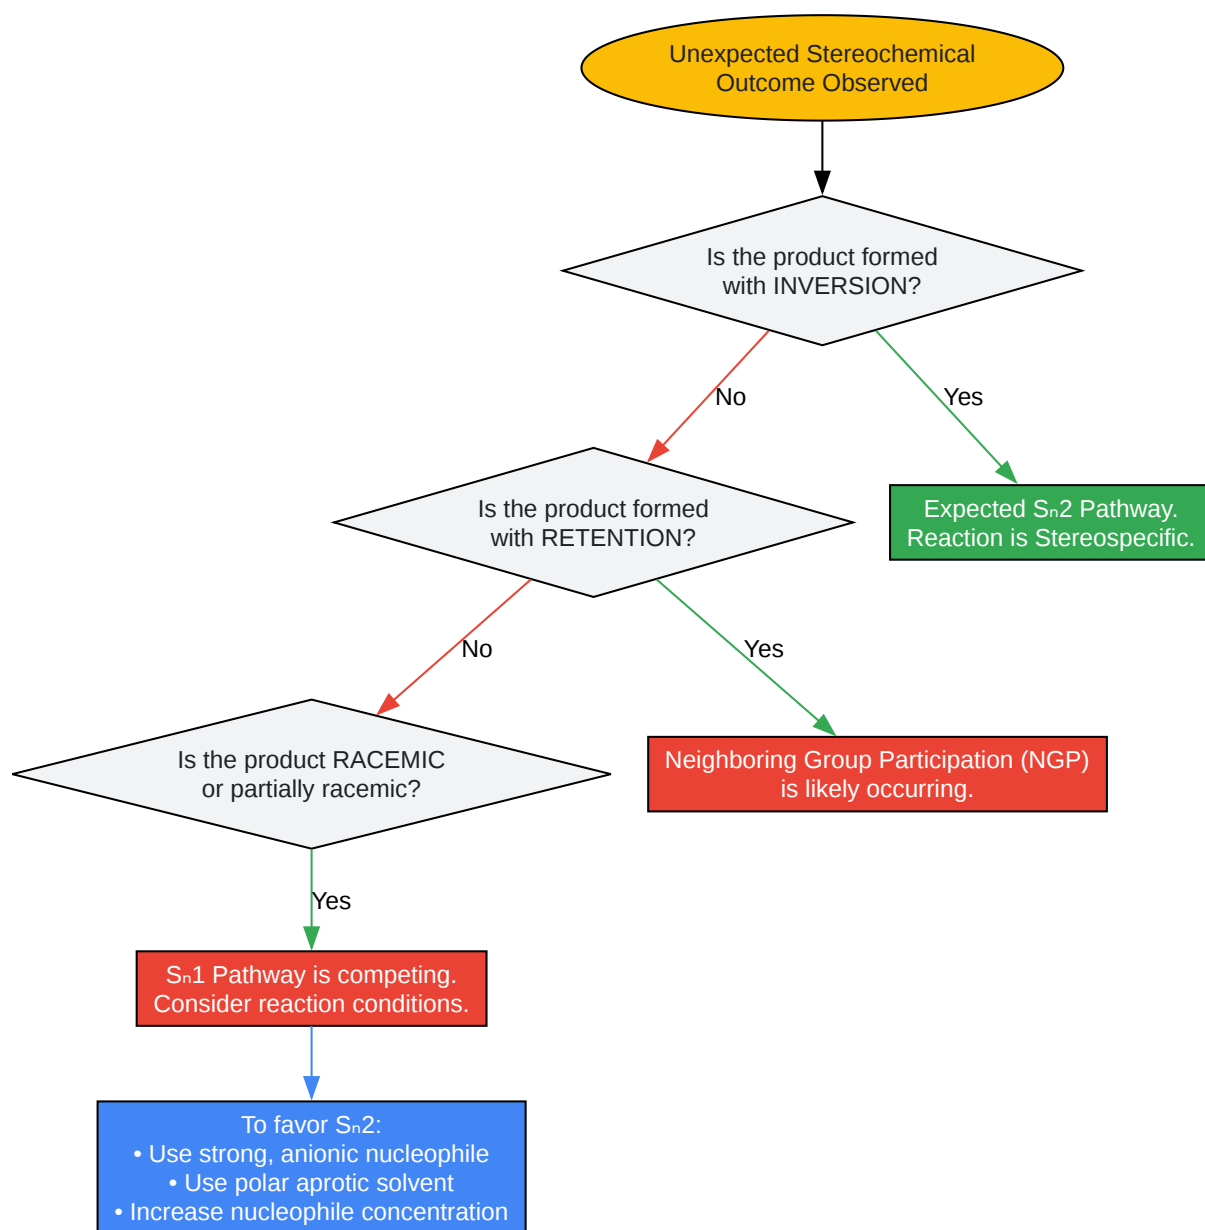 Unexpected Stereochemical
Outcome Observed
Is the product formed
with INVERSION?
No
Yes
Is the product formed
with RETENTION?
Expected Sₙ2 Pathway.
Reaction is Stereospecific.
No
Yes
Is the product RACEMIC
or partially racemic?
Neighboring Group Participation (NGP)
is likely occurring.
Yes
Sₙ1 Pathway is competing.
Consider reaction conditions.
To favor Sₙ2:
• Use strong, anionic nucleophile
• Use polar aprotic solvent
• Increase nucleophile concentration